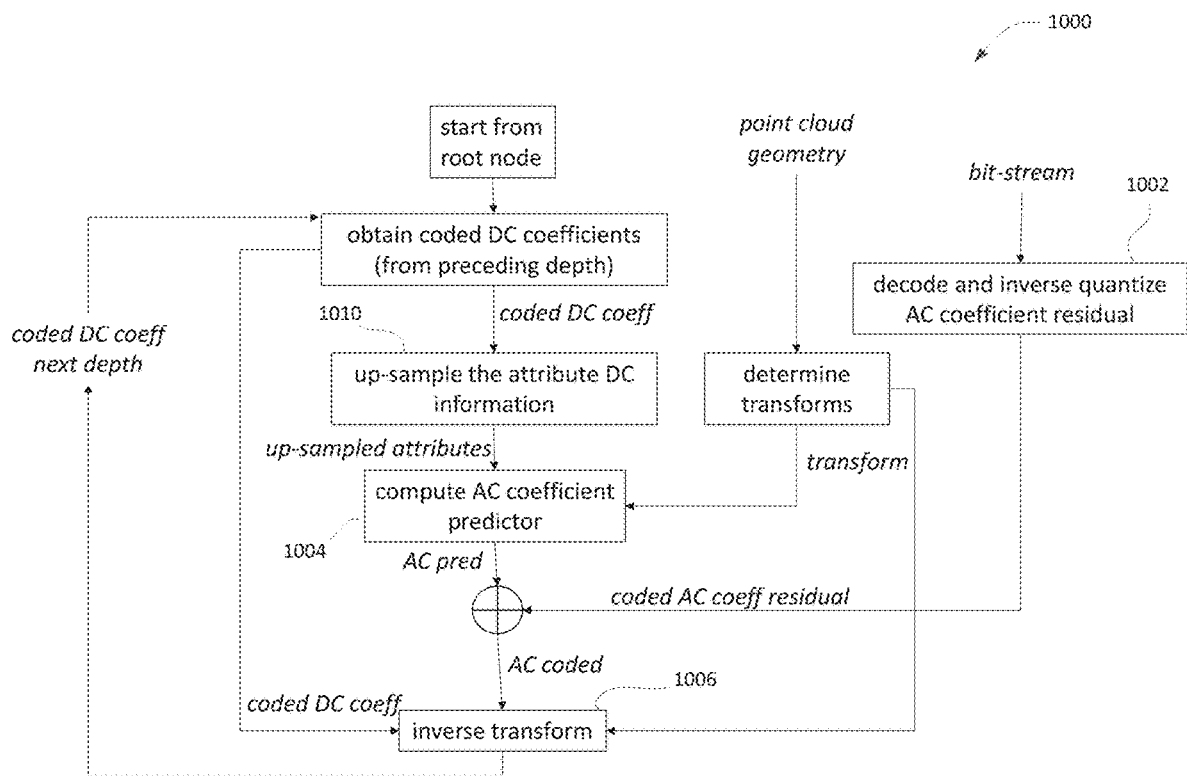 1000
start from
root node
point cloud
geometry
bit-stream
1002
obtain coded DC coefficients
(from preceding depth)
decode and inverse quantize
AC coefficient residual
1010
coded DC coeff
coded DC coeff
next depth
up-sample the attribute DC
information
determine
transforms
up-sampled attributes
transform
compute AC coefficient
predictor
1004
AC pred
coded AC coeff residual
AC coded
1006
coded DC coeff
inverse transform